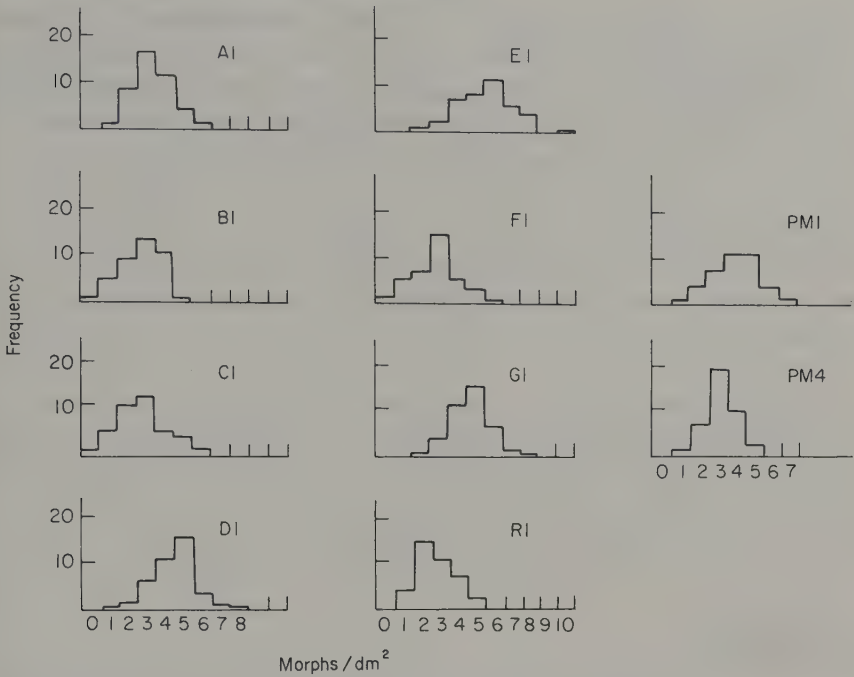 20
10
A1
E1
20
10
B1
F1
PM1
Frequency
20
10
C1
G1
PM4
0 1 2 3 4 5 6 7
20
10
D1
R1
0 1 2 3 4 5 6 7 8
0 1 2 3 4 5 6 7 8 9 10
Morphs / dm²